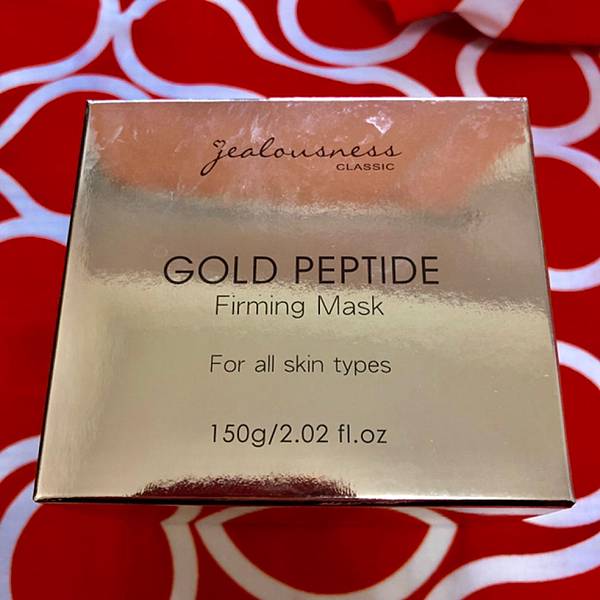 jealousness
CLASSIC
GOLD PEPTIDE
Firming Mask
For all skin types
150g/2.02 fl.oz